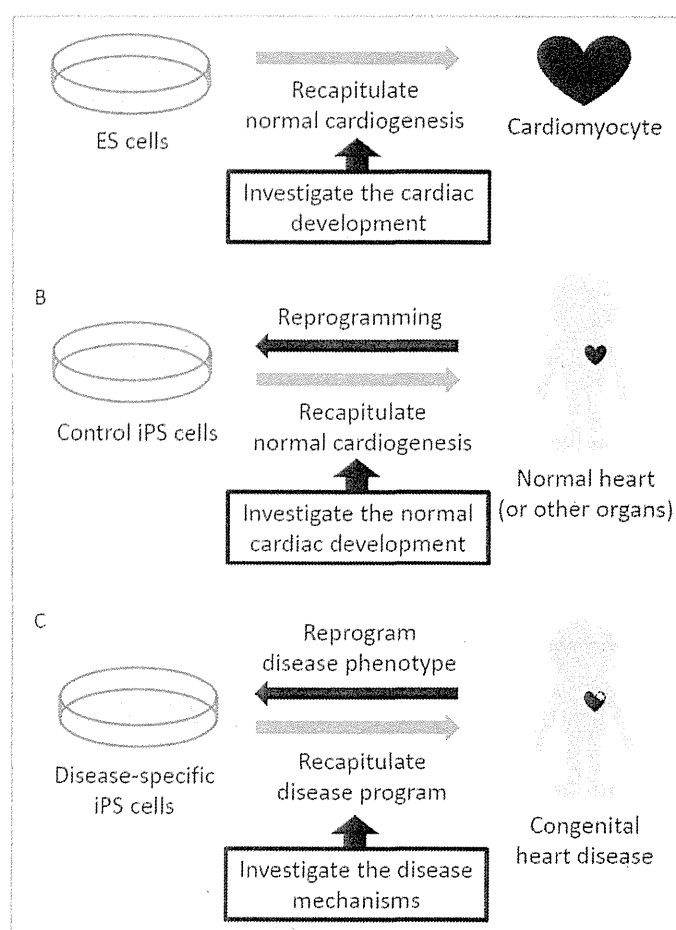 Recapitulate
normal cardiogenesis
ES cells
Cardiomyocyte
Investigate the cardiac
development
B
Reprogramming
Control iPS cells
Recapitulate
normal cardiogenesis
Normal heart
(or other organs)
Investigate the normal
cardiac development
C
Reprogram
disease phenotype
Disease-specific
iPS cells
Recapitulate
disease program
Congenital
heart disease
Investigate the disease
mechanisms